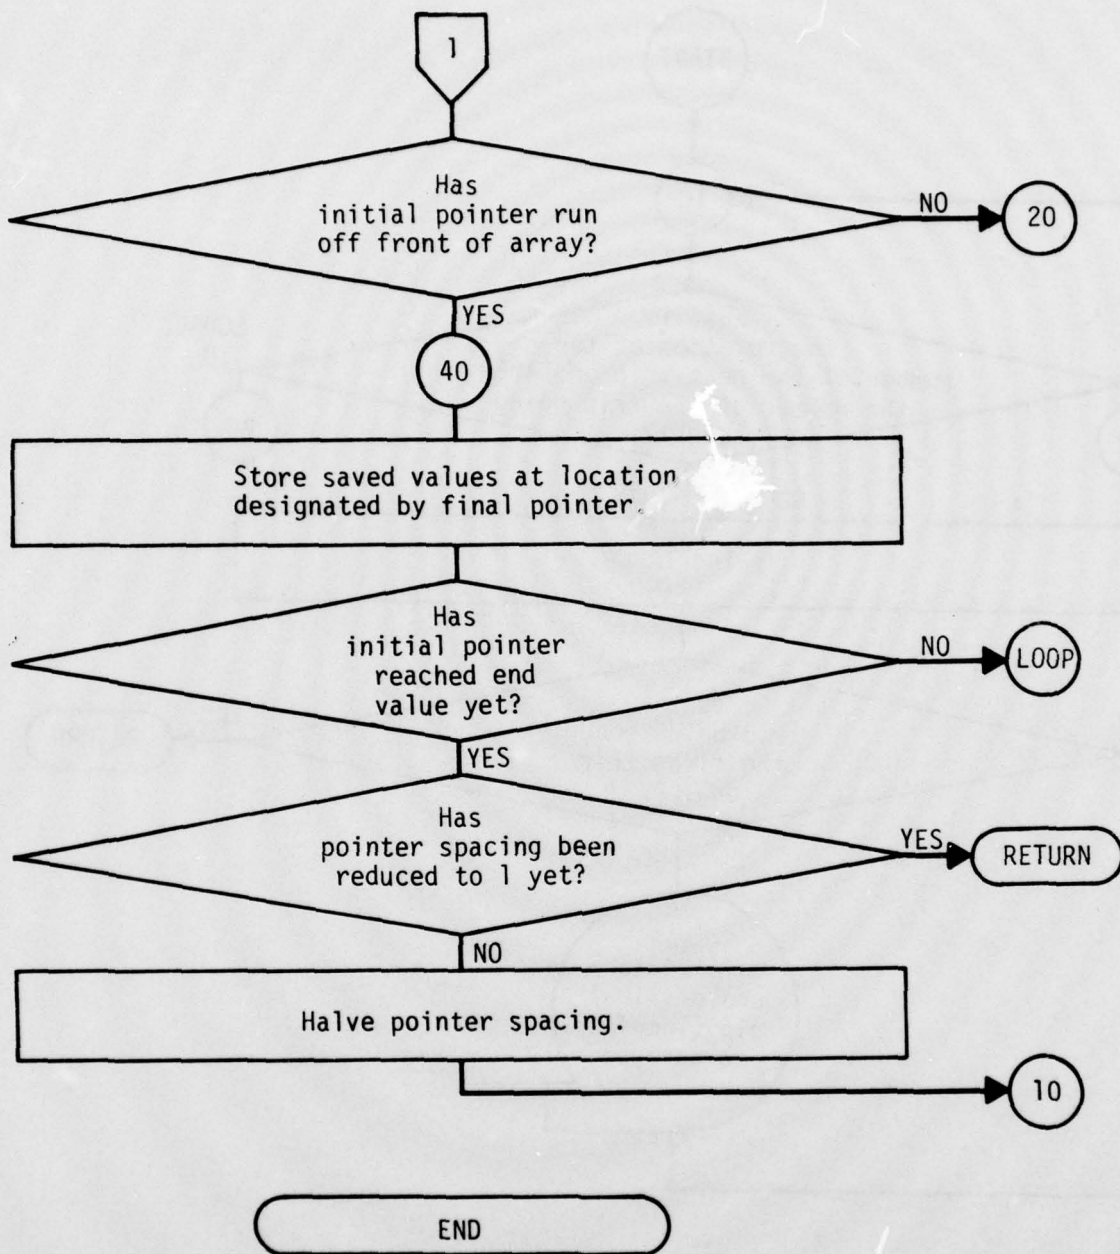 1
Has
initial pointer run
off front of array?
NO
20
YES
40
Store saved values at location
designated by final pointer.
Has
initial pointer
reached end
value yet?
NO
LOOP
YES
Has
pointer spacing been
reduced to 1 yet?
YES
RETURN
NO
Halve pointer spacing.
10
END